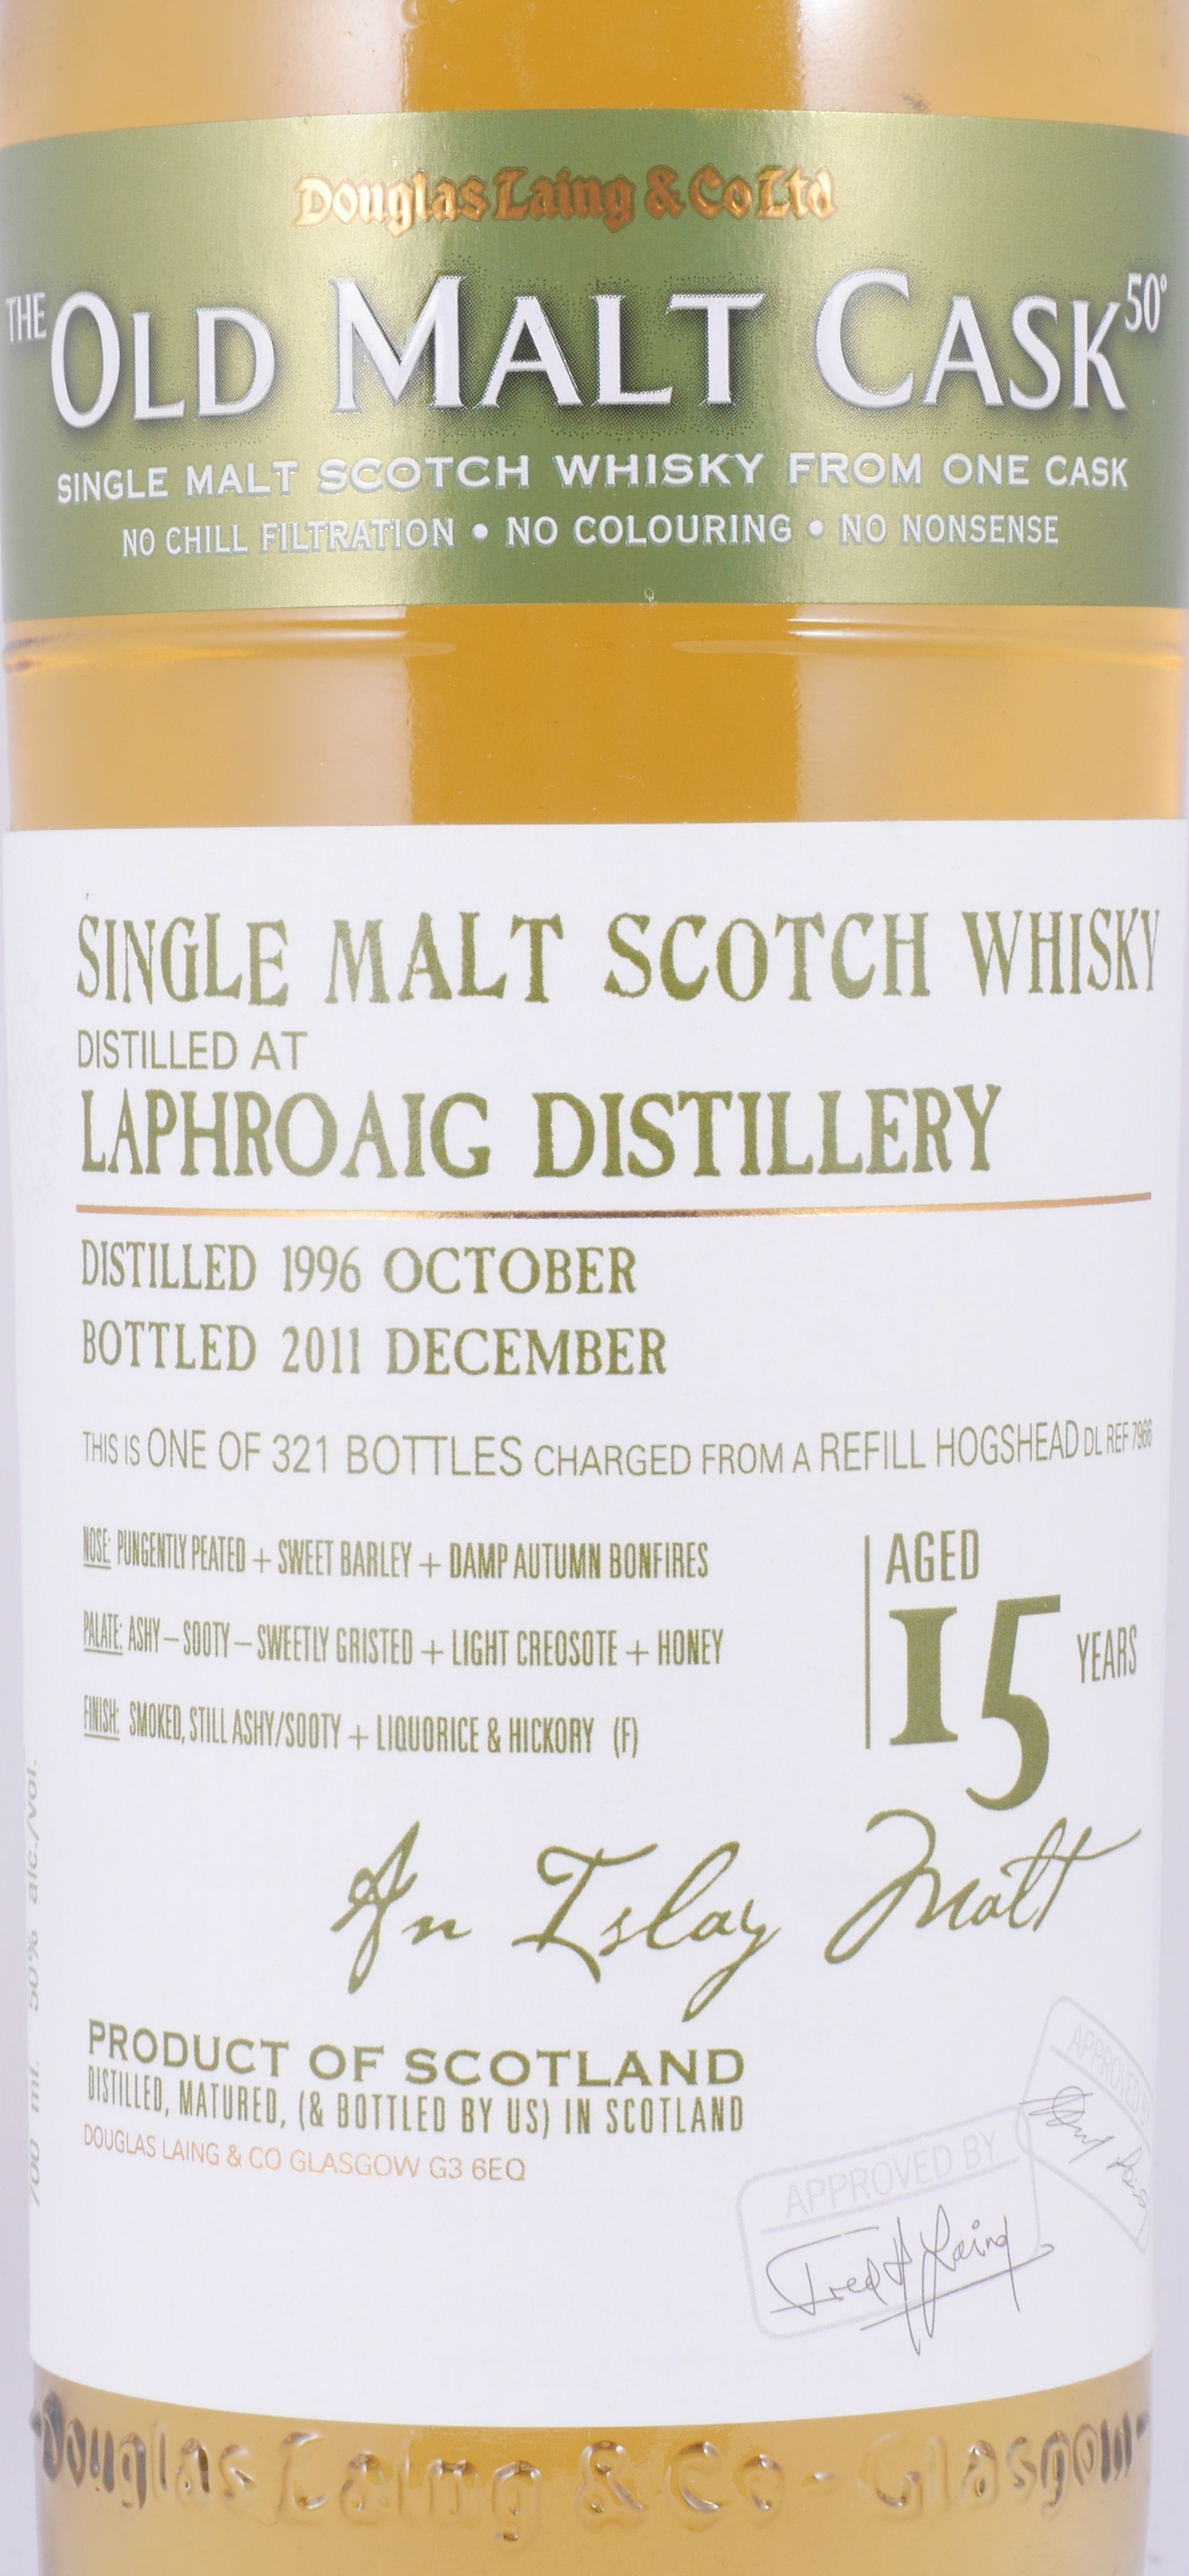 Douglas Laing & Co Ltd
THE OLD MALT CASK 50°
SINGLE MALT SCOTCH WHISKY FROM ONE CASK
NO CHILL FILTRATION • NO COLOURING • NO NONSENSE
SINGLE MALT SCOTCH WHISKY
DISTILLED AT
LAPHROAIG DISTILLERY
DISTILLED 1996 OCTOBER
BOTTLED 2011 DECEMBER
THIS IS ONE OF 321 BOTTLES CHARGED FROM A REFILL HOGSHEAD DL REF 7966
NOSE: PUNGENTLY PEATED + SWEET BARLEY + DAMP AUTUMN BONFIRES
PALATE: ASHY – SOOTY – SWEETLY GRISTED + LIGHT CREOSOTE + HONEY
FINISH: SMOKED, STILL ASHY/SOOTY + LIQUORICE & HICKORY (F)
AGED
15 YEARS
An Islay Malt
PRODUCT OF SCOTLAND
DISTILLED, MATURED, (& BOTTLED BY US) IN SCOTLAND
DOUGLAS LAING & CO GLASGOW G3 6EQ
700 ml. 50% alc./vol.
APPROVED BY
APPROVED BY
Fred H Laing
Douglas Laing & Co - Glasgow